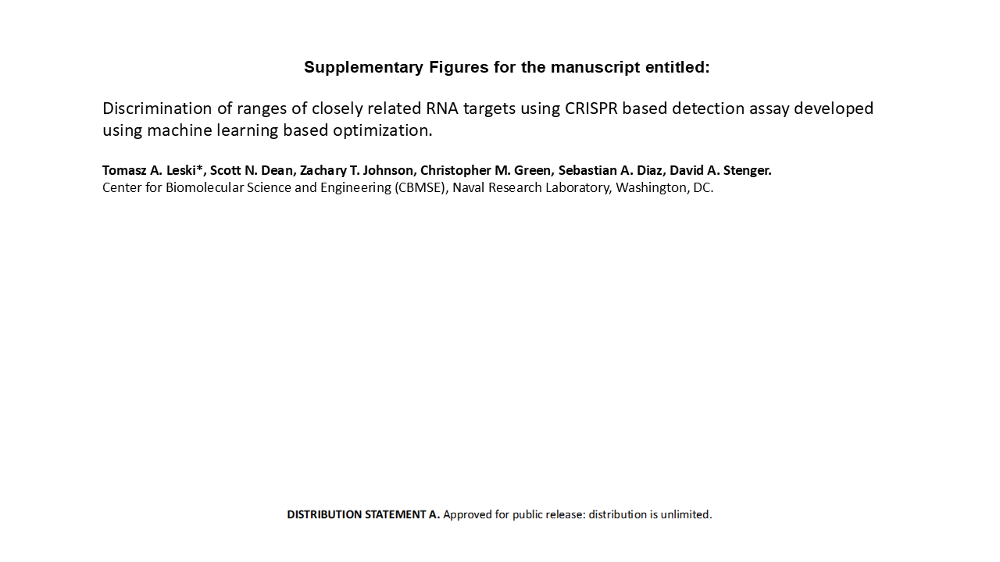 Supplementary Figures for the manuscript entitled:
Discrimination of ranges of closely related RNA targets using CRISPR based detection assay developed
using machine learning based optimization.
Tomasz A. Leski*, Scott N. Dean, Zachary T. Johnson, Christopher M. Green, Sebastian A. Diaz, David A. Stenger.
Center for Biomolecular Science and Engineering (CBMSE), Naval Research Laboratory, Washington, DC.
DISTRIBUTION STATEMENT A. Approved for public release: distribution is unlimited.